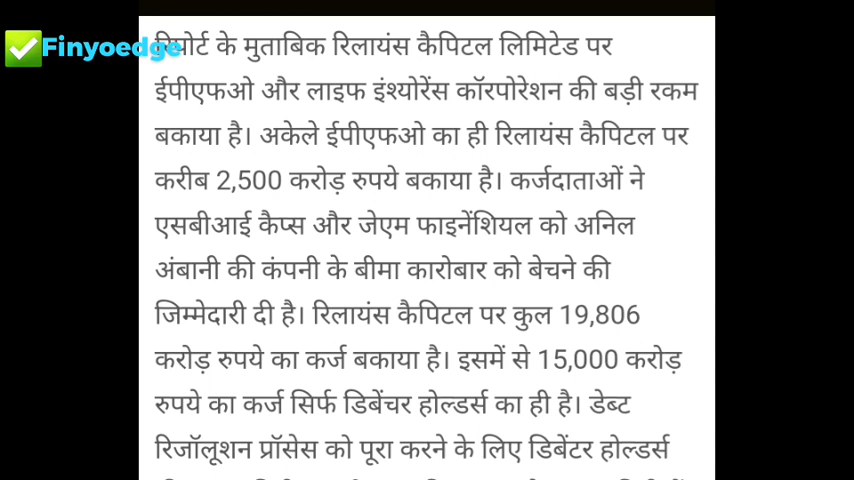 Finyoedge
रिपोर्ट के मुताबिक रिलायंस कैपिटल लिमिटेड पर
ईपीएफओ और लाइफ इंश्योरेंस कॉरपोरेशन की बड़ी रकम
बकाया है। अकेले ईपीएफओ का ही रिलायंस कैपिटल पर
करीब 2,500 करोड़ रुपये बकाया है। कर्जदाताओं ने
एसबीआई कैप्स और जेएम फाइनेंशियल को अनिल
अंबानी की कंपनी के बीमा कारोबार को बेचने की
जिम्मेदारी दी है। रिलायंस कैपिटल पर कुल 19,806
करोड़ रुपये का कर्ज बकाया है। इसमें से 15,000 करोड़
रुपये का कर्ज सिर्फ डिबेंचर होल्डर्स का ही है। डेब्ट
रिजॉलूशन प्रॉसेस को पूरा करने के लिए डिबेंटर होल्डर्स